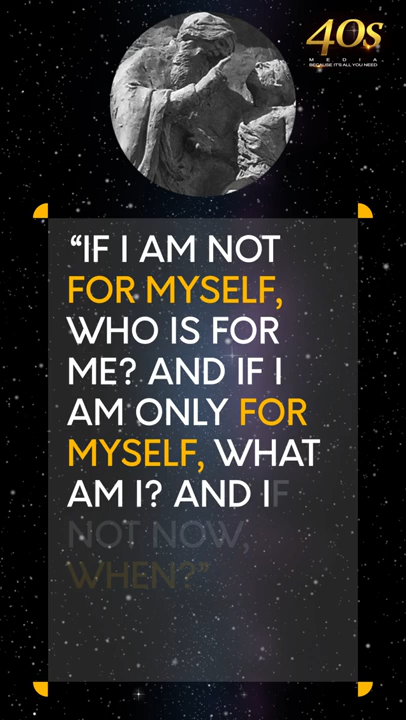 40s
MEDIA
BECAUSE IT'S ALL YOU NEED
“IF I AM NOT
FOR MYSELF,
WHO IS FOR
ME? AND IF I
AM ONLY FOR
MYSELF, WHAT
AM I? AND IF
NOT NOW,
WHEN?”